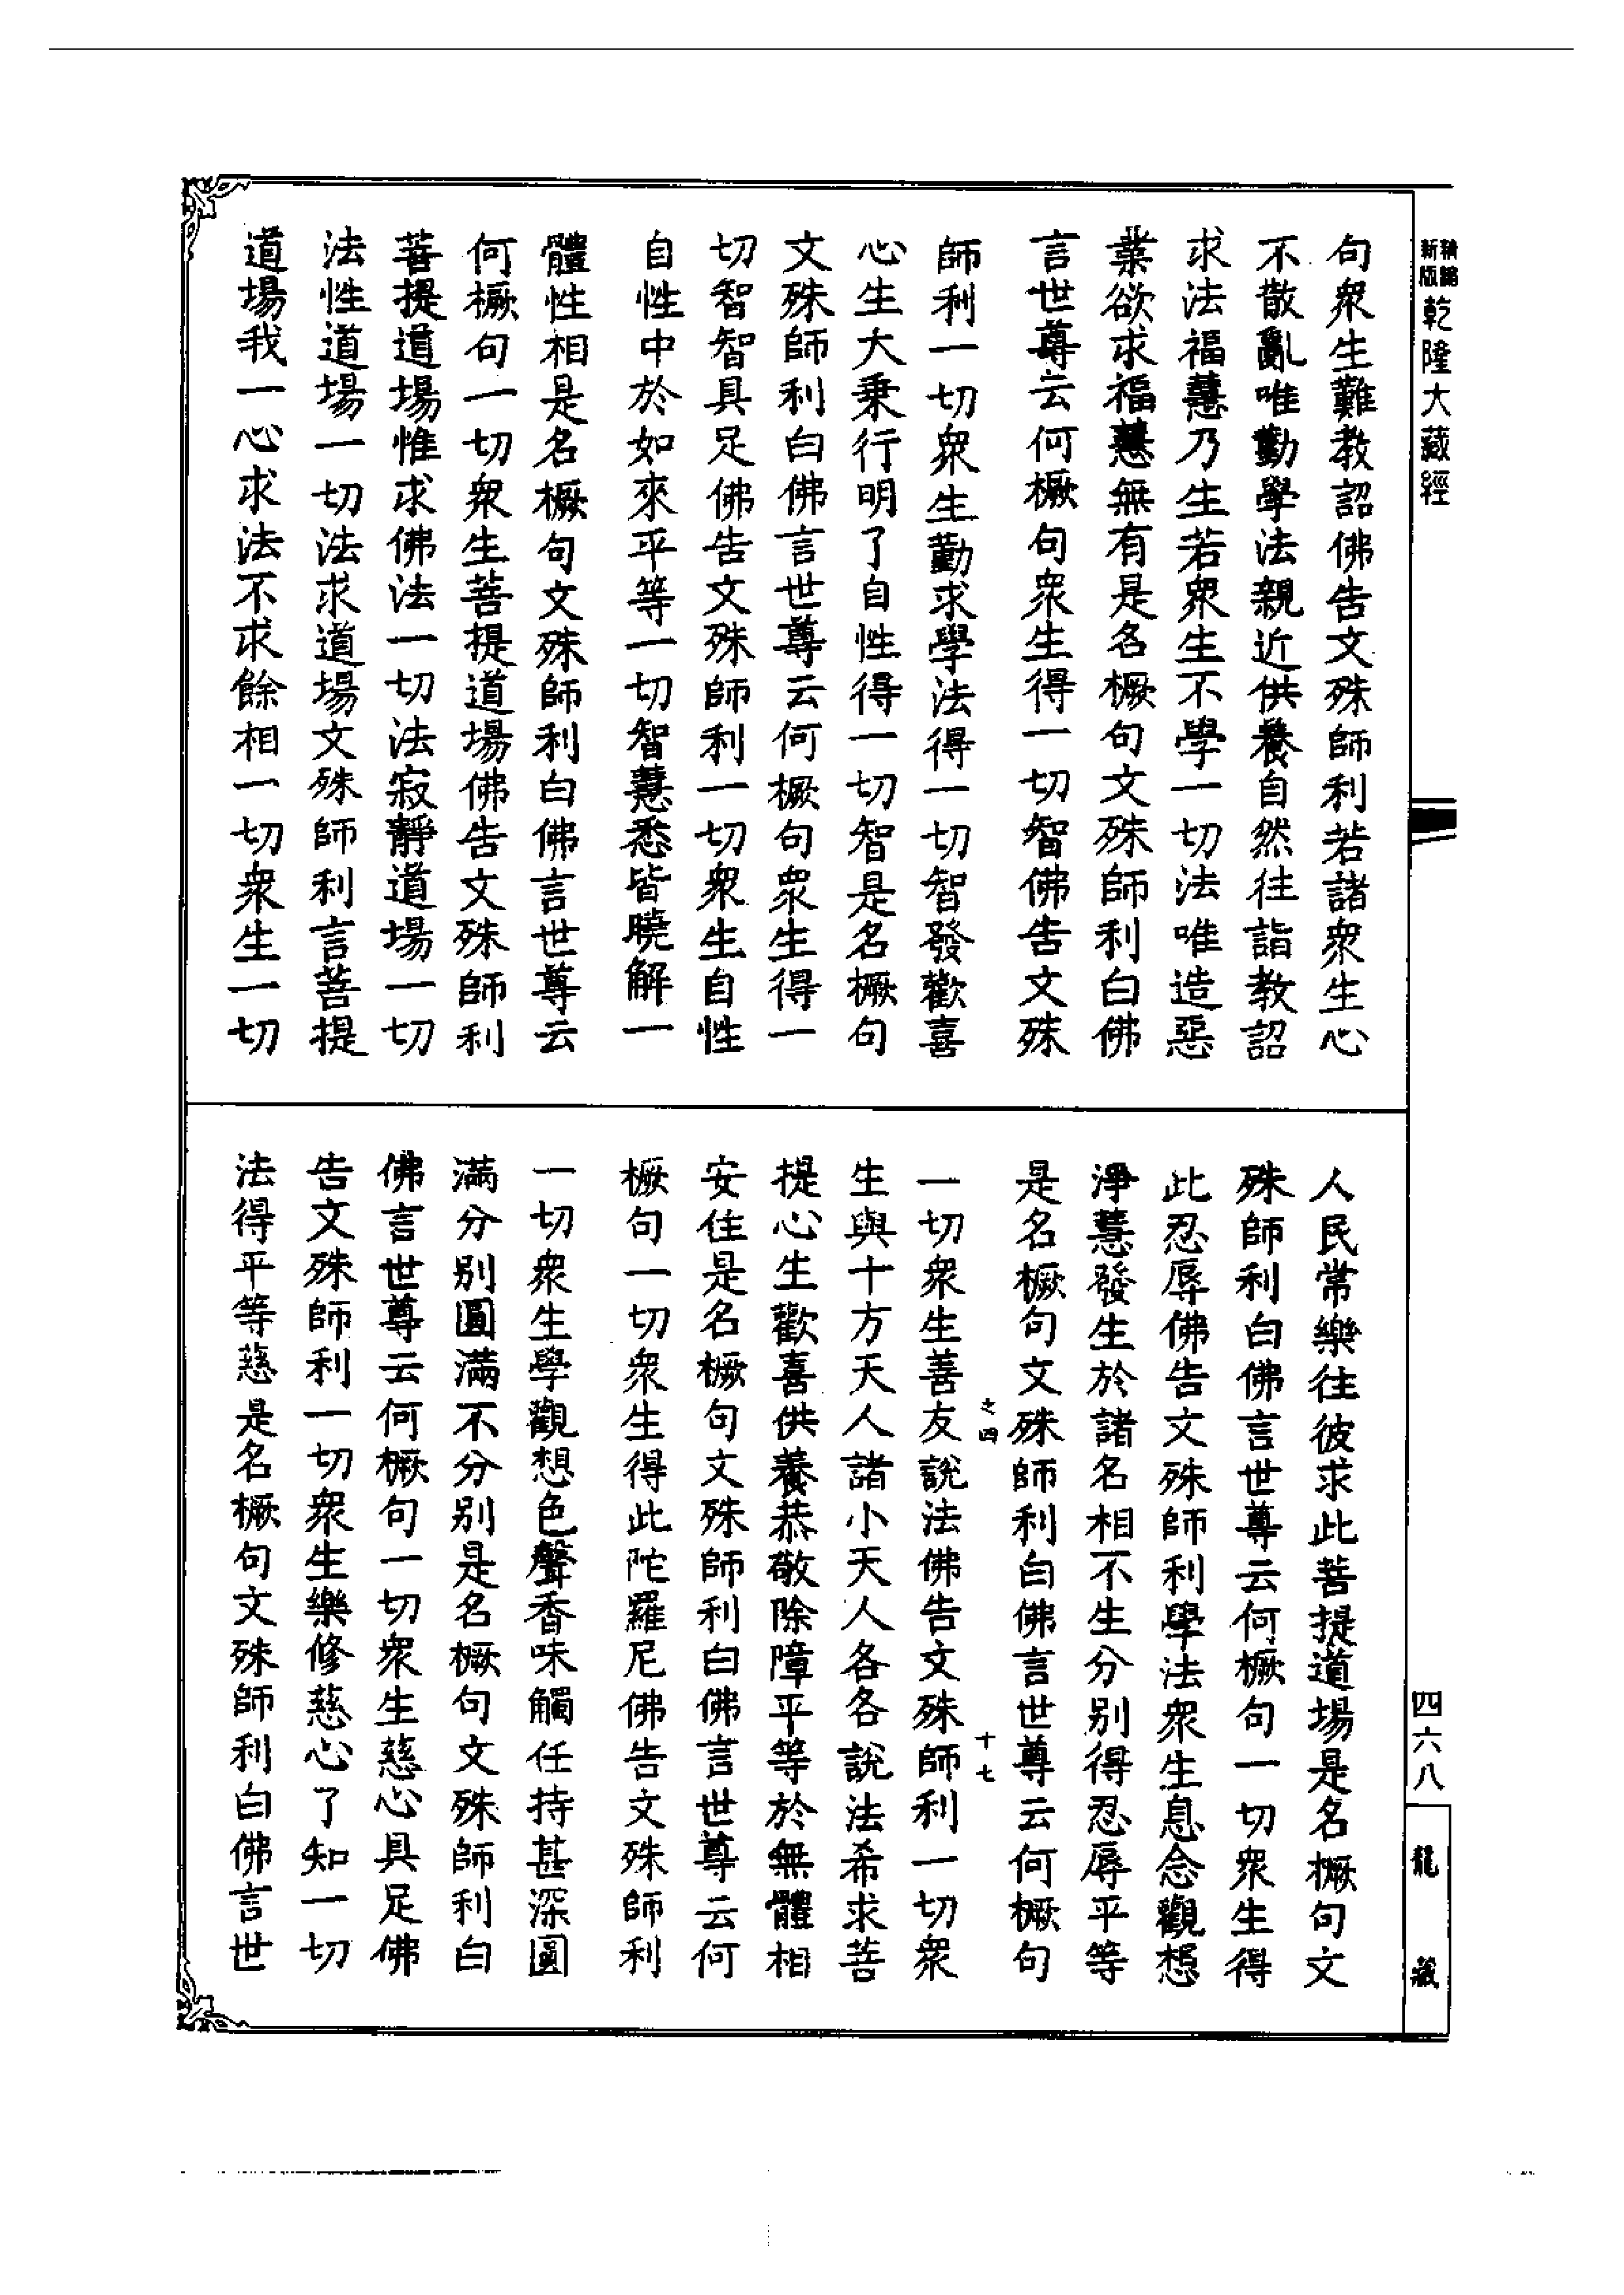 新編
新版
乾隆大藏經
句衆生難教詔佛告文殊師利若諸衆生心
不散亂唯勤學法親近供養自然往詣教詔
求法福慧乃生若衆生不學一切法唯造惡
業欲求福慧無有是名橛句文殊師利白佛
言世尊云何橛句衆生得一切智佛告文殊
師利一切衆生勤求學法得一切智發歡喜
心生大乘行明了自性得一切智是名橛句
文殊師利白佛言世尊云何橛句衆生得一
切智智具足佛告文殊師利一切衆生自性
自性中於如來平等一切智慧悉皆曉解一
體性相是名橛句文殊師利白佛言世尊云
何橛句一切衆生菩提道場佛告文殊師利
菩提道場惟求佛法一切法寂靜道場一切
法性道場一切法求道場文殊師利言菩提
道場我一心求法不求餘相一切衆生一切
人民常樂往彼求此菩提道場是名橛句文
殊師利白佛言世尊云何橛句一切衆生得
此忍辱佛告文殊師利學法衆生息念觀想
淨慧發生於諸名相不生分別得忍辱平等
是名橛句文殊師利白佛言世尊云何橛句
之四
十七
一切衆生善友說法佛告文殊師利一切衆
生與十方天人諸小天人各各說法希求菩
提心生歡喜供養恭敬除障平等於無體相
安住是名橛句文殊師利白佛言世尊云何
橛句一切衆生得此陀羅尼佛告文殊師利
一切衆生學觀想色聲香味觸任持甚深圓
滿分別圓滿不分別是名橛句文殊師利白
佛言世尊云何橛句一切衆生慈心具足佛
告文殊師利一切衆生樂修慈心了知一切
法得平等慈是名橛句文殊師利白佛言世
四六八
龍藏